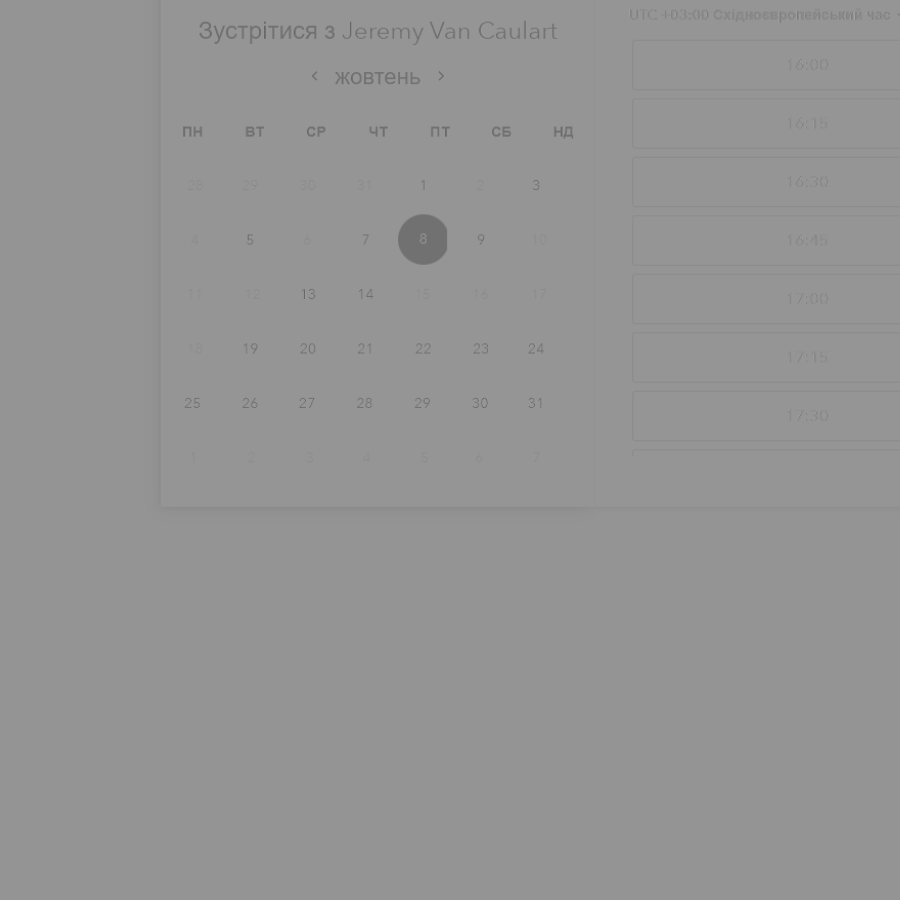 Зустрітися з Jeremy Van Caulart
‹ жовтень ›
ПН ВТ СР ЧТ ПТ СБ НД
28 29 30 31 1 2 3
4 5 6 7 8 9 10
11 12 13 14 15 16 17
18 19 20 21 22 23 24
25 26 27 28 29 30 31
1 2 3 4 5 6 7
UTC +03:00 Східноєвропейський час
16:00
16:15
16:30
16:45
17:00
17:15
17:30